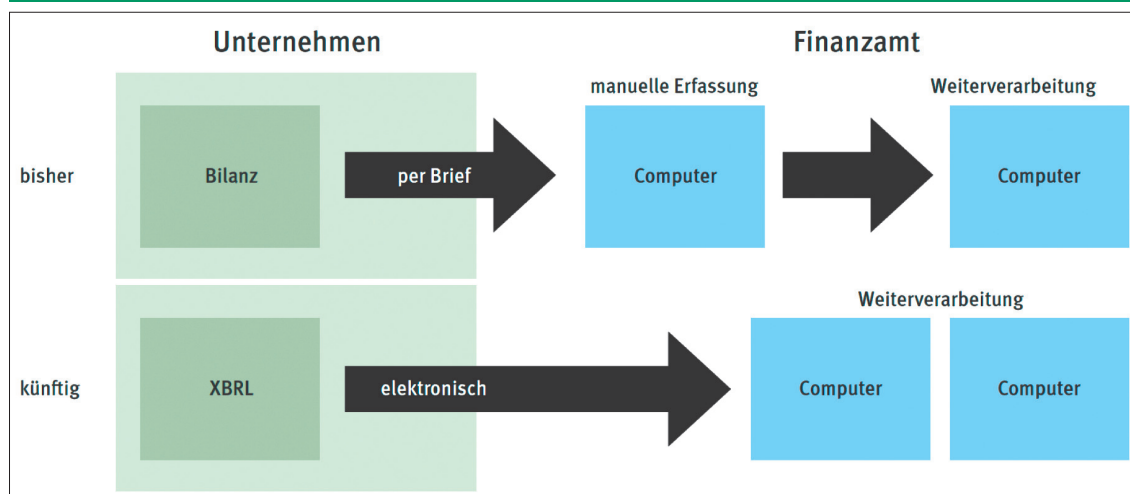 Unternehmen
Finanzamt
manuelle Erfassung
Weiterverarbeitung
bisher
Bilanz
per Brief
Computer
Computer
Weiterverarbeitung
künftig
XBRL
elektronisch
Computer
Computer